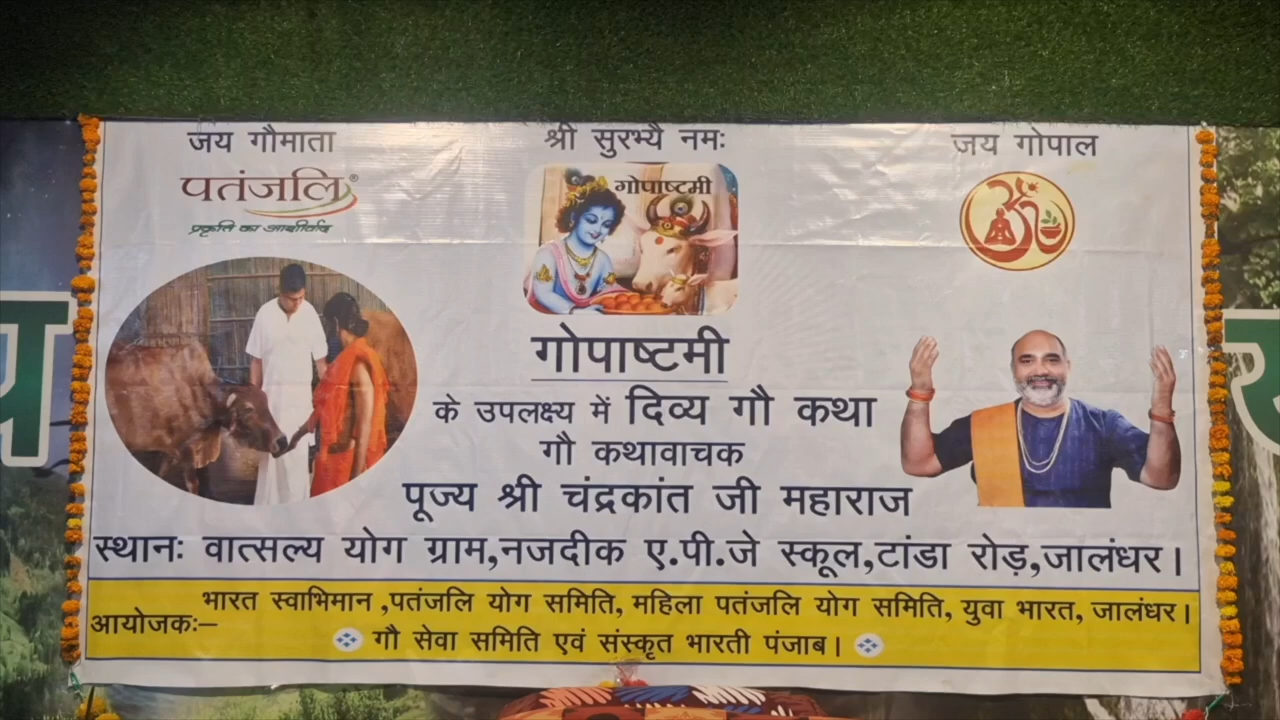 जय गौमाता
श्री सुरभ्यै नमः
जय गोपाल
पतंजलि®
प्रकृति का आशीर्वाद
गोपाष्टमी
गोपाष्टमी
के उपलक्ष्य में दिव्य गौ कथा
गौ कथावाचक
पूज्य श्री चंद्रकांत जी महाराज
स्थानः वात्सल्य योग ग्राम,नजदीक ए.पी.जे स्कूल,टांडा रोड़,जालंधर।
आयोजकः–
भारत स्वाभिमान ,पतंजलि योग समिति, महिला पतंजलि योग समिति, युवा भारत, जालंधर।
गौ सेवा समिति एवं संस्कृत भारती पंजाब।